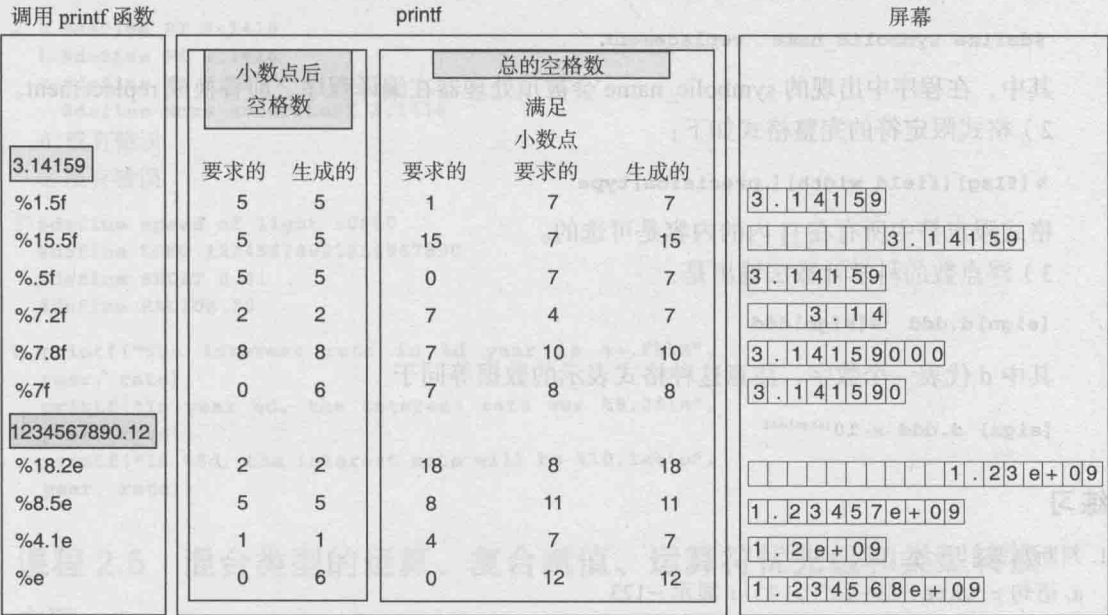 调用 printf 函数 printf 屏幕
小数点后 总的空格数
空格数 满足
小数点
3.14159 要求的 生成的 要求的 要求的 生成的
%1.5f 5 5 1 7 7 3.14159
%15.5f 5 5 15 7 15 3.14159
%.5f 5 5 0 7 7 3.14159
%7.2f 2 2 7 4 7 3.14
%7.8f 8 8 7 10 10 3.14159000
%7f 0 6 7 8 8 3.141590
1234567890.12
%18.2e 2 2 18 8 18 1.23e+09
%8.5e 5 5 8 11 11 1.23457e+09
%4.1e 1 1 4 7 7 1.2e+09
%e 0 6 0 12 12 1.234568e+09